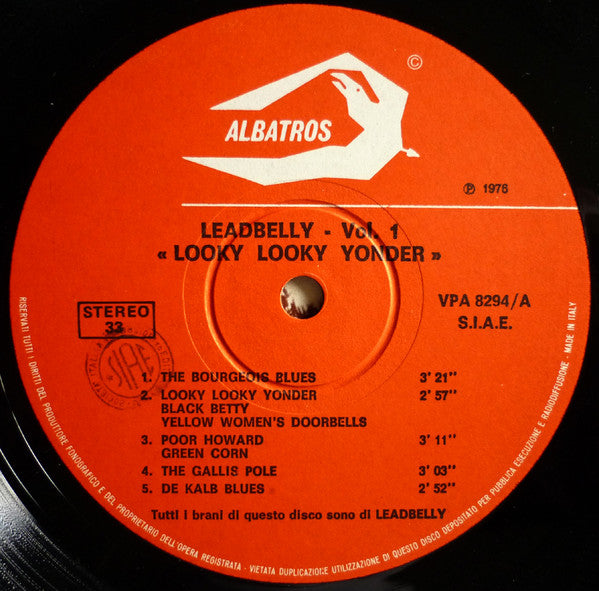 ©
ALBATROS
℗ 1976
LEADBELLY - Vol. 1
« LOOKY LOOKY YONDER »
STEREO
33
VPA 8294/A
S.I.A.E.
1. THE BOURGEOIS BLUES 3'21"
2. LOOKY LOOKY YONDER 2'57"
BLACK BETTY
YELLOW WOMEN'S DOORBELLS
3. POOR HOWARD 3'11"
GREEN CORN
4. THE GALLIS POLE 3'03"
5. DE KALB BLUES 2'52"
Tutti i brani di questo disco sono di LEADBELLY
RISERVATI TUTTI I DIRITTI DEL PRODUTTORE FONOGRAFICO E DEL PROPRIETARIO DELL'OPERA REGISTRATA - VIETATA DUPLICAZIONE UTILIZZAZIONE DI QUESTO DISCO DEPOSITATO PER PUBBLICA ESECUZIONE E RADIODIFFUSIONE - MADE IN ITALY
SIAE